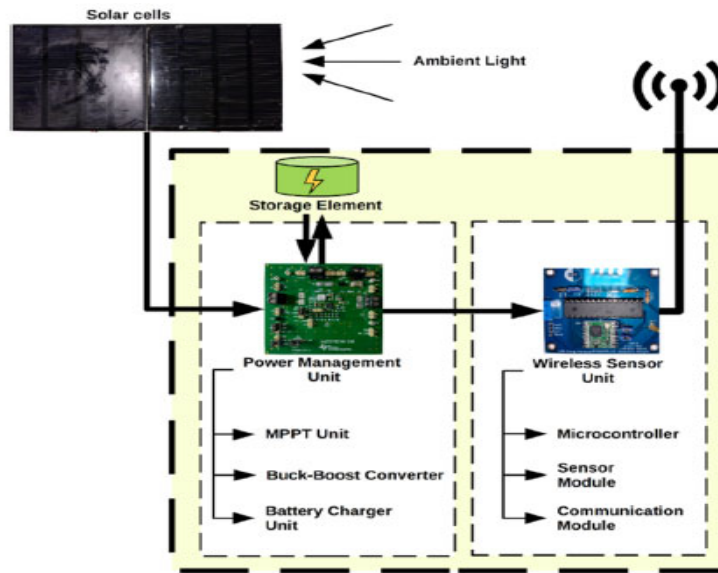 Solar cells
Ambient Light
Storage Element
Power Management
Unit
Wireless Sensor
Unit
MPPT Unit
Buck-Boost Converter
Battery Charger
Unit
Microcontroller
Sensor
Module
Communication
Module